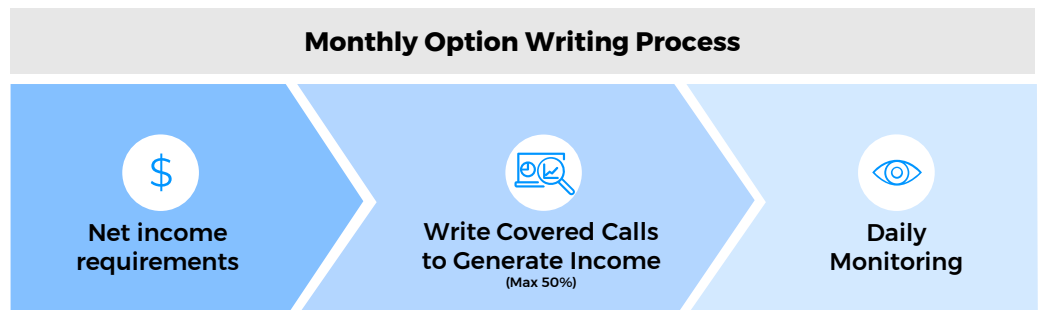 Monthly Option Writing Process
$
Net income
requirements
Write Covered Calls
to Generate Income
(Max 50%)
Daily
Monitoring